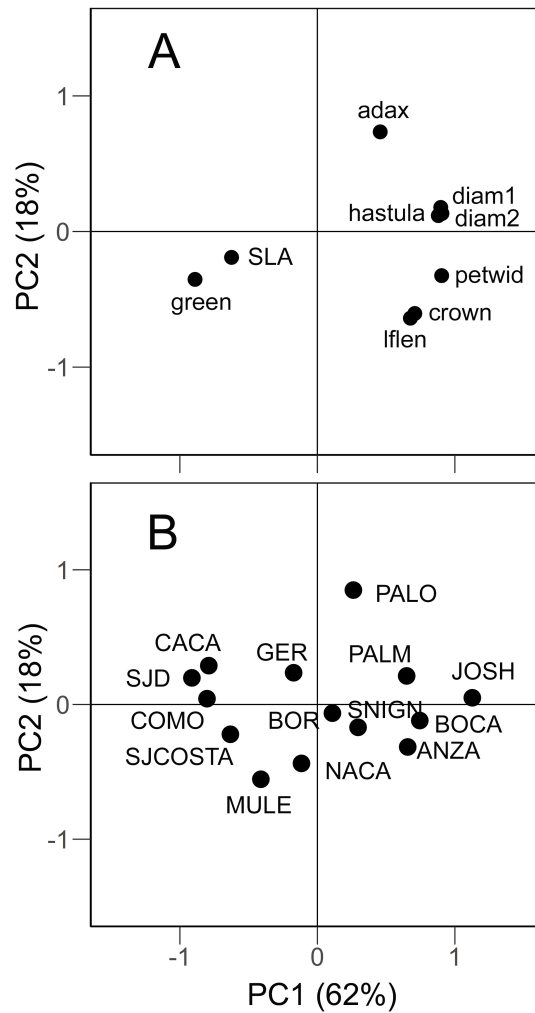 A
adax
1
diam1
hastula
diam2
0
SLA
petwid
green
crown
lflen
-1
PC2 (18%)
B
1
PALO
CACA
GER
PALM
JOSH
SJD
0
COMO
BOR
SNIGN
BOCA
SJCOSTA
ANZA
NACA
MULE
-1
PC2 (18%)
-1 0 1
PC1 (62%)